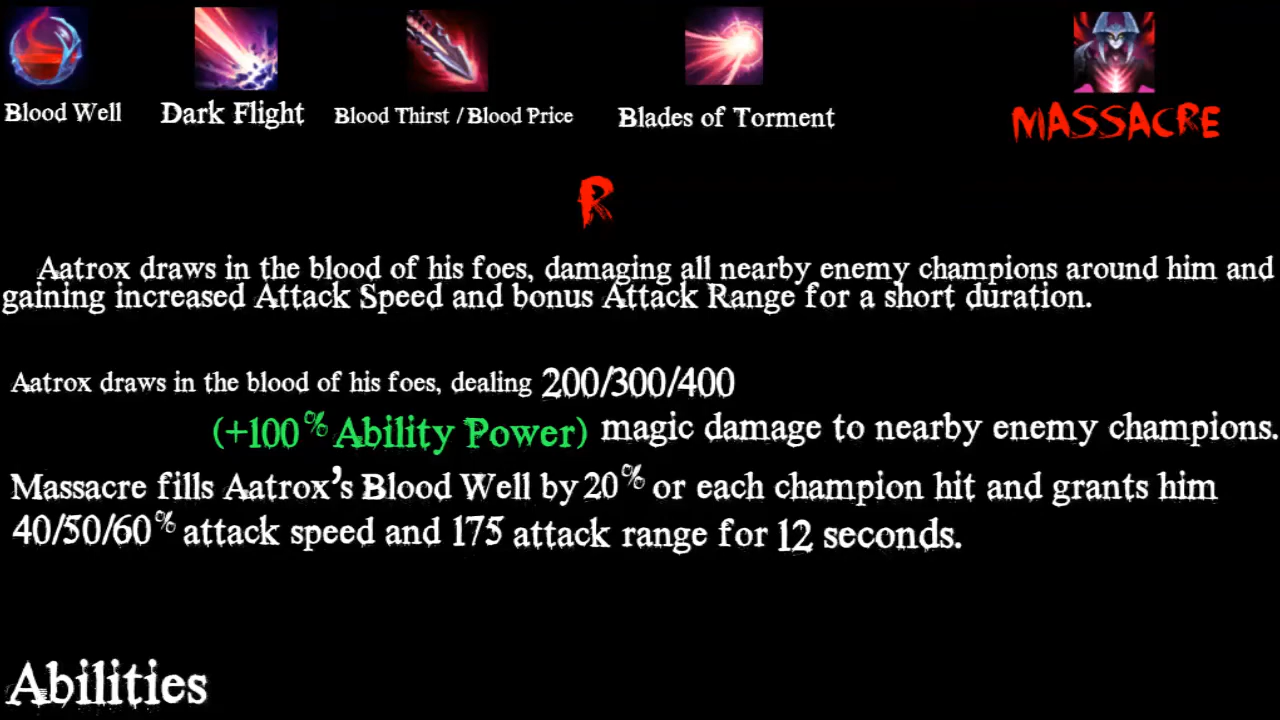 Blood Well Dark Flight Blood Thirst / Blood Price Blades of Torment MASSACRE
R
Aatrox draws in the blood of his foes, damaging all nearby enemy champions around him and
gaining increased Attack Speed and bonus Attack Range for a short duration.
Aatrox draws in the blood of his foes, dealing 200/300/400
(+100% Ability Power) magic damage to nearby enemy champions.
Massacre fills Aatrox's Blood Well by 20% or each champion hit and grants him
40/50/60% attack speed and 175 attack range for 12 seconds.
Abilities